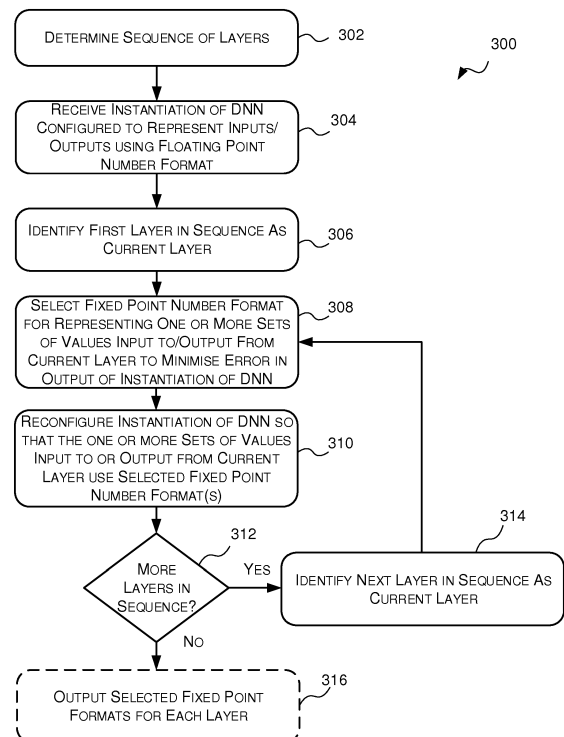 DETERMINE SEQUENCE OF LAYERS
302
300
RECEIVE INSTANTIATION OF DNN
CONFIGURED TO REPRESENT INPUTS/
OUTPUTS USING FLOATING POINT
NUMBER FORMAT
304
IDENTIFY FIRST LAYER IN SEQUENCE AS
CURRENT LAYER
306
SELECT FIXED POINT NUMBER FORMAT
FOR REPRESENTING ONE OR MORE SETS
OF VALUES INPUT TO/OUTPUT FROM
CURRENT LAYER TO MINIMISE ERROR IN
OUTPUT OF INSTANTIATION OF DNN
308
RECONFIGURE INSTANTIATION OF DNN SO
THAT THE ONE OR MORE SETS OF VALUES
INPUT TO OR OUTPUT FROM CURRENT
LAYER USE SELECTED FIXED POINT
NUMBER FORMAT(S)
310
MORE
LAYERS IN
SEQUENCE?
312
YES
NO
IDENTIFY NEXT LAYER IN SEQUENCE AS
CURRENT LAYER
314
OUTPUT SELECTED FIXED POINT
FORMATS FOR EACH LAYER
316